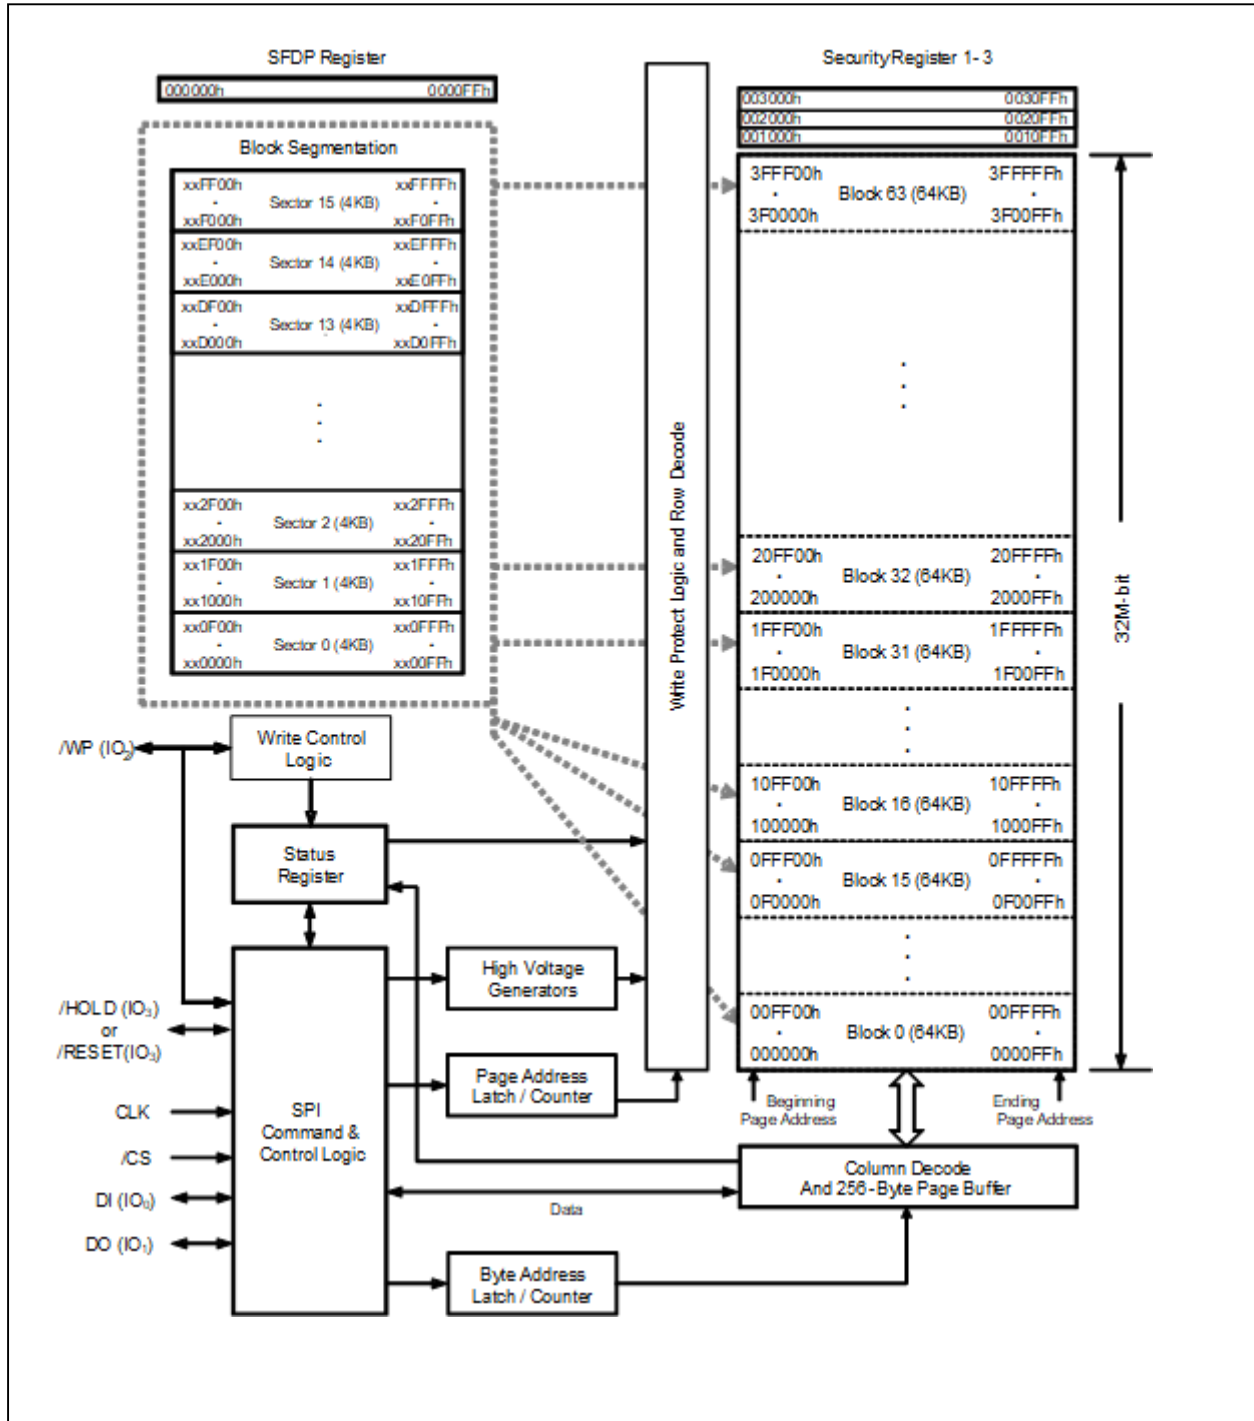 SFDP Register
000000h 0000FFh
Block Segmentation
xxFF00h xxFFFFh
Sector 15 (4KB)
xxF000h xxF0FFh
xxEF00h xxEFFFh
Sector 14 (4KB)
xxE000h xxE0FFh
xxDF00h xxDFFFh
Sector 13 (4KB)
xxD000h xxD0FFh
xx2F00h xx2FFFh
Sector 2 (4KB)
xx2000h xx20FFh
xx1F00h xx1FFFh
Sector 1 (4KB)
xx1000h xx10FFh
xx0F00h xx0FFFh
Sector 0 (4KB)
xx0000h xx00FFh
Write Protect Logic and Row Decode
Security Register 1-3
003000h 0030FFh
002000h 0020FFh
001000h 0010FFh
3FFF00h 3FFFFFh
Block 63 (64KB)
3F0000h 3F00FFh
20FF00h 20FFFFh
Block 32 (64KB)
200000h 2000FFh
1FFF00h 1FFFFFh
Block 31 (64KB)
1F0000h 1F00FFh
10FF00h 10FFFFh
Block 16 (64KB)
100000h 1000FFh
0FFF00h 0FFFFFh
Block 15 (64KB)
0F0000h 0F00FFh
00FF00h 00FFFFh
Block 0 (64KB)
000000h 0000FFh
32M-bit
Beginning
Page Address
Ending
Page Address
/WP (IO2)
Write Control
Logic
Status
Register
/HOLD (IO3)
or
/RESET(IO3)
CLK
/CS
DI (IO0)
DO (IO1)
SPI
Command &
Control Logic
High Voltage
Generators
Page Address
Latch / Counter
Column Decode
And 256-Byte Page Buffer
Data
Byte Address
Latch / Counter